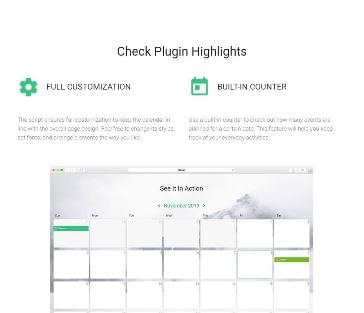 Check Plugin Highlights
FULL CUSTOMIZATION
BUILT-IN COUNTER
The script ensures full customization to keep the calendar in
line with the overall page design. Feel free to change its styles,
set fonts, and arrange elements the way you like.
Use a built-in counter to check out how many events are
planned for a certain date. This feature will help you keep
track of your everyday activities.
See It In Action
November 2019
Sun Mon Tue Wed Thu Fri Sat